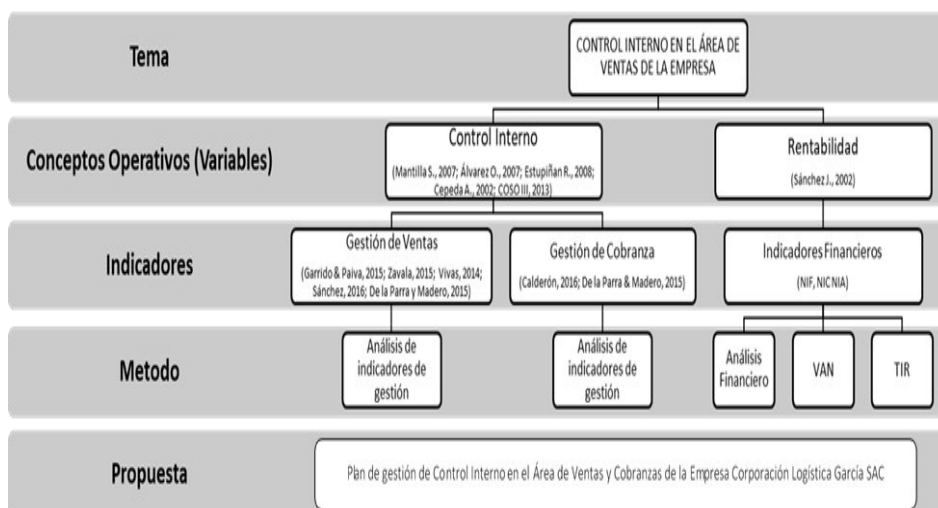 Tema
CONTROL INTERNO EN EL ÁREA DE
VENTAS DE LA EMPRESA
Conceptos Operativos (Variables)
Control Interno
(Mantilla S., 2007; Álvarez O., 2007; Estupiñan R., 2008;
Cepeda A., 2002; COSO III, 2013)
Rentabilidad
(Sánchez J., 2002)
Indicadores
Gestión de Ventas
(Garrido & Paiva, 2015; Zavala, 2015; Vivas, 2014;
Sánchez, 2016; De la Parra y Madero, 2015)
Gestión de Cobranza
(Calderón, 2016; De la Parra & Madero, 2015)
Indicadores Financieros
(NIF, NIC NIA)
Metodo
Análisis de
indicadores de
gestión
Análisis de
indicadores de
gestión
Análisis
Financiero
VAN
TIR
Propuesta
Plan de gestión de Control Interno en el Área de Ventas y Cobranzas de la Empresa Corporación Logística García SAC